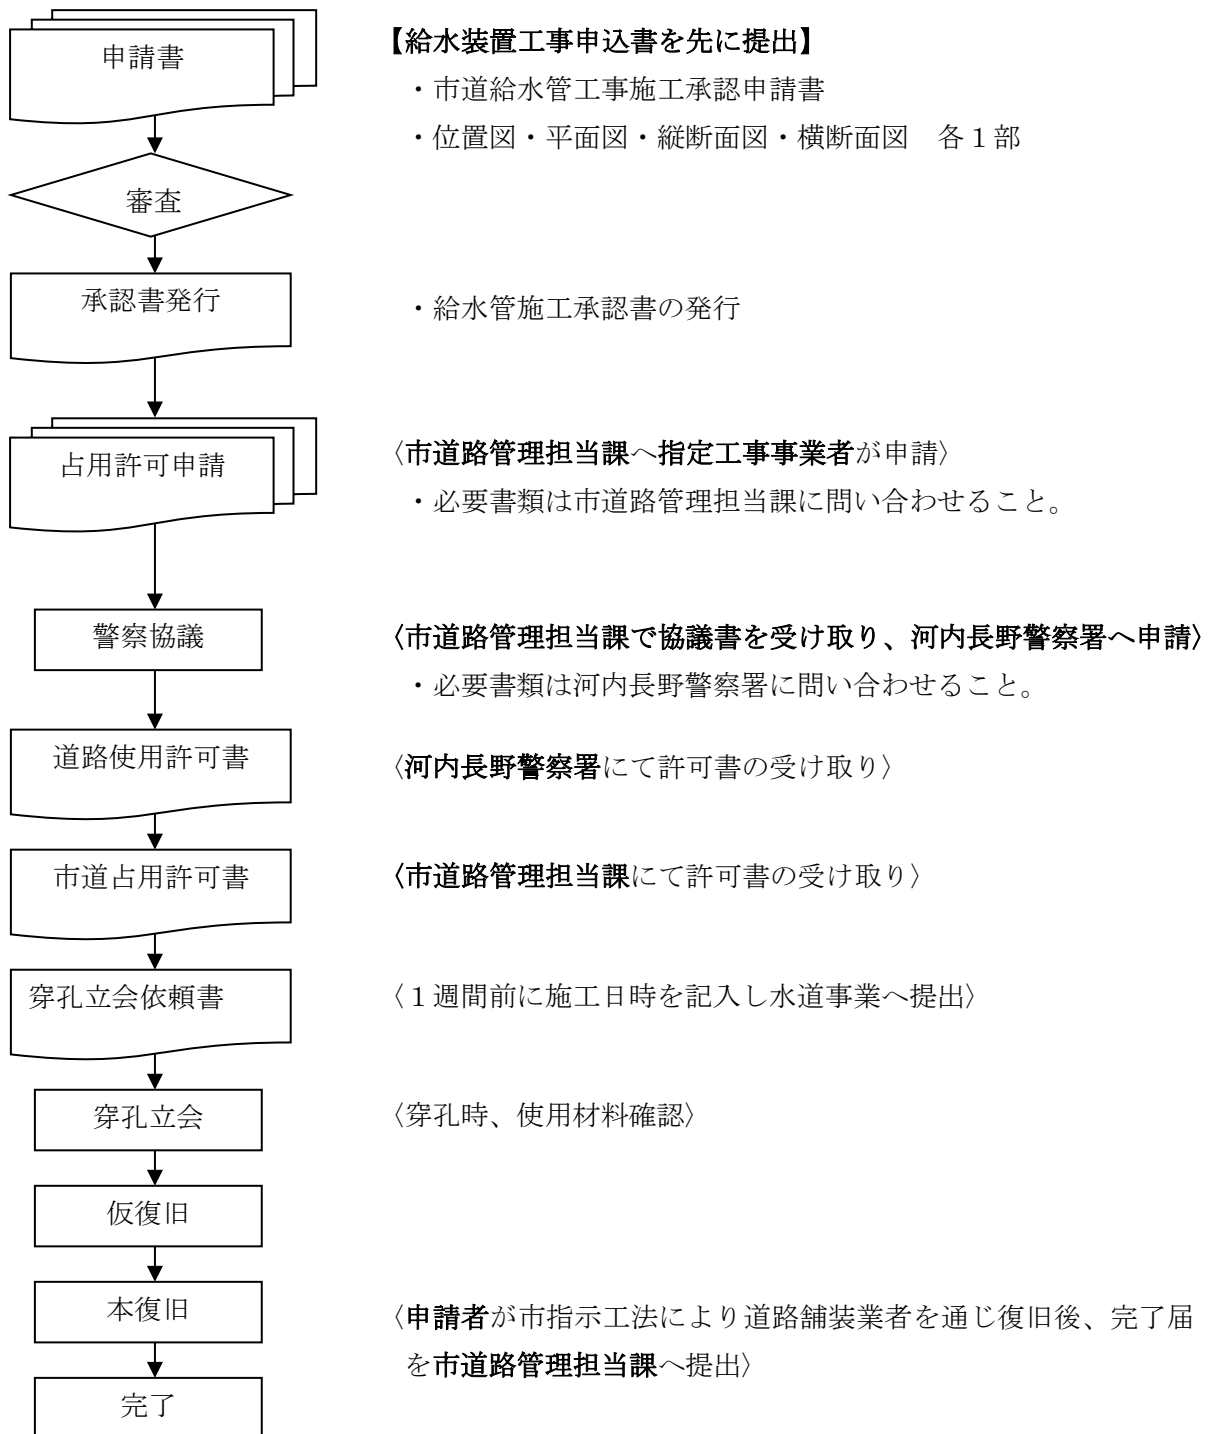 申請書
【給水装置工事申込書を先に提出】
・市道給水管工事施工承認申請書
・位置図・平面図・縦断面図・横断面図　各１部
審査
承認書発行
・給水管施工承認書の発行
占用許可申請
〈市道路管理担当課へ指定工事事業者が申請〉
・必要書類は市道路管理担当課に問い合わせること。
警察協議
〈市道路管理担当課で協議書を受け取り、河内長野警察署へ申請〉
・必要書類は河内長野警察署に問い合わせること。
道路使用許可書
〈河内長野警察署にて許可書の受け取り〉
市道占用許可書
〈市道路管理担当課にて許可書の受け取り〉
穿孔立会依頼書
〈１週間前に施工日時を記入し水道事業へ提出〉
穿孔立会
〈穿孔時、使用材料確認〉
仮復旧
本復旧
〈申請者が市指示工法により道路舗装業者を通じ復旧後、完了届
を市道路管理担当課へ提出〉
完了